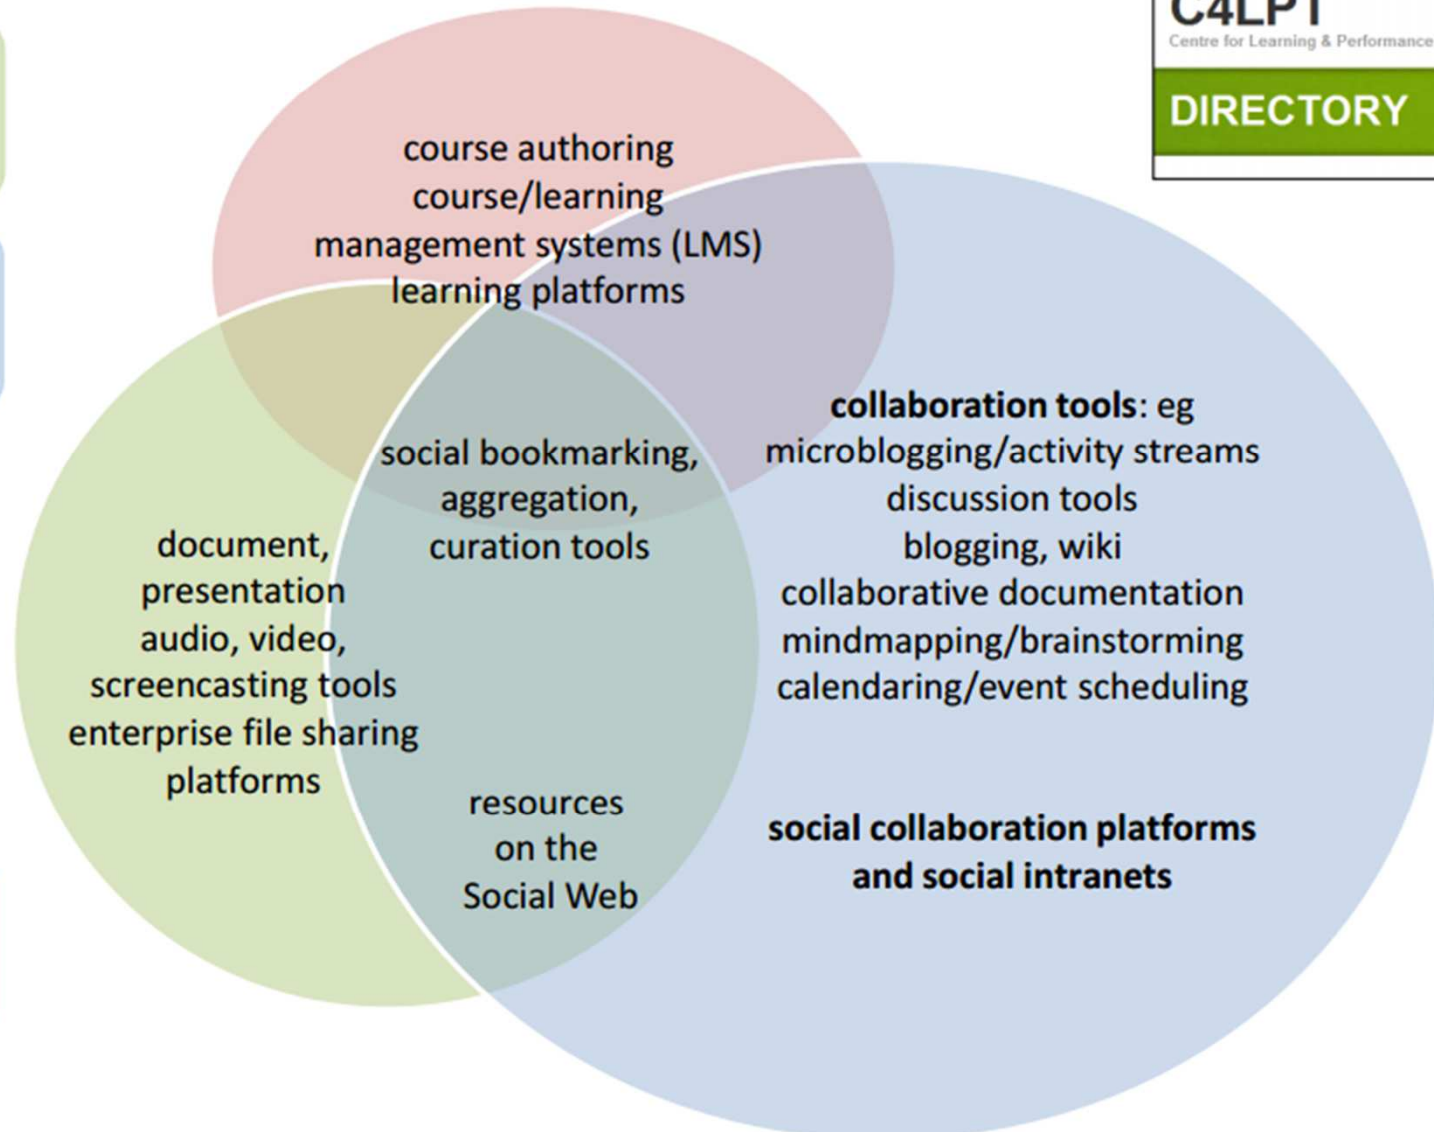 C4LPT
Centre for Learning & Performance
DIRECTORY
course authoring
course/learning
management systems (LMS)
learning platforms
social bookmarking,
aggregation,
curation tools
document,
presentation
audio, video,
screencasting tools
enterprise file sharing
platforms
resources
on the
Social Web
collaboration tools: eg
microblogging/activity streams
discussion tools
blogging, wiki
collaborative documentation
mindmapping/brainstorming
calendaring/event scheduling
social collaboration platforms
and social intranets